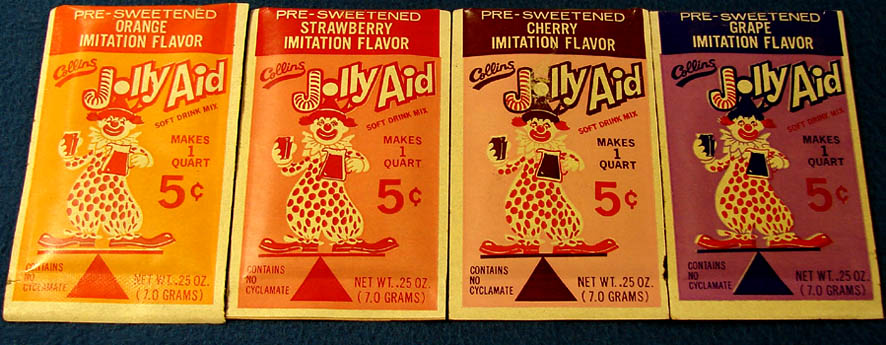 PRE-SWEETENED
ORANGE
IMITATION FLAVOR
Collins
Jolly Aid
SOFT DRINK MIX
MAKES
1
QUART
5¢
CONTAINS
NO
CYCLAMATE
NET WT. .25 OZ.
(7.0 GRAMS)
PRE-SWEETENED
STRAWBERRY
IMITATION FLAVOR
Collins
Jolly Aid
SOFT DRINK MIX
MAKES
1
QUART
5¢
CONTAINS
NO
CYCLAMATE
NET WT. .25 OZ.
(7.0 GRAMS)
PRE-SWEETENED
CHERRY
IMITATION FLAVOR
Collins
Jolly Aid
SOFT DRINK MIX
MAKES
1
QUART
5¢
CONTAINS
NO
CYCLAMATE
NET WT. .25 OZ.
(7.0 GRAMS)
PRE-SWEETENED
GRAPE
IMITATION FLAVOR
Collins
Jolly Aid
SOFT DRINK MIX
MAKES
1
QUART
5¢
CONTAINS
NO
CYCLAMATE
NET WT. .25 OZ.
(7.0 GRAMS)